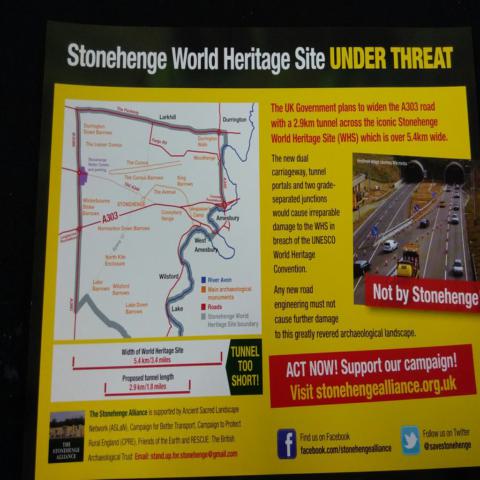 Stonehenge World Heritage Site UNDER THREAT
The Packway
Larkhill
Durrington
Durrington
Down Barrows
Durrington
Walls
Fargo Rd
The Lesser Cursus
Woodhenge
Stonehenge
Visitor Centre
and parking
The Cursus
The Cursus Barrows
King
Barrows
The Avenue
Winterbourne
Stoke
Barrows
STONEHENGE
Vespasian's
Camp
Coneybury
Henge
Amesbury
A303
Normanton Down Barrows
West
Amesbury
North Kite
Enclosure
Wilsford
Lake
Barrows
Wilsford
Barrows
Lake Down
Barrows
Lake
River Avon
Main archaeological
monuments
Roads
Stonehenge World
Heritage Site boundary
The UK Government plans to widen the A303 road
with a 2.9km tunnel across the iconic Stonehenge
World Heritage Site (WHS) which is over 5.4km wide.
The new dual
carriageway, tunnel
portals and two grade-
separated junctions
would cause irreparable
damage to the WHS in
breach of the UNESCO
World Heritage
Convention.
Any new road
engineering must not
cause further damage
to this greatly revered archaeological landscape.
Not by Stonehenge
Width of World Heritage Site
5.4 km/3.4 miles
Proposed tunnel length
2.9 km/1.8 miles
TUNNEL
TOO
SHORT!
ACT NOW! Support our campaign!
Visit stonehengealliance.org.uk
THE
STONEHENGE
ALLIANCE
The Stonehenge Alliance is supported by Ancient Sacred Landscape
Network (ASLaN), Campaign for Better Transport, Campaign to Protect
Rural England (CPRE), Friends of the Earth and RESCUE: The British
Archaeological Trust Email: stand.up.for.stonehenge@gmail.com
Find us on Facebook
facebook.com/stonehengealliance
Follow us on Twitter
@savestonehenge